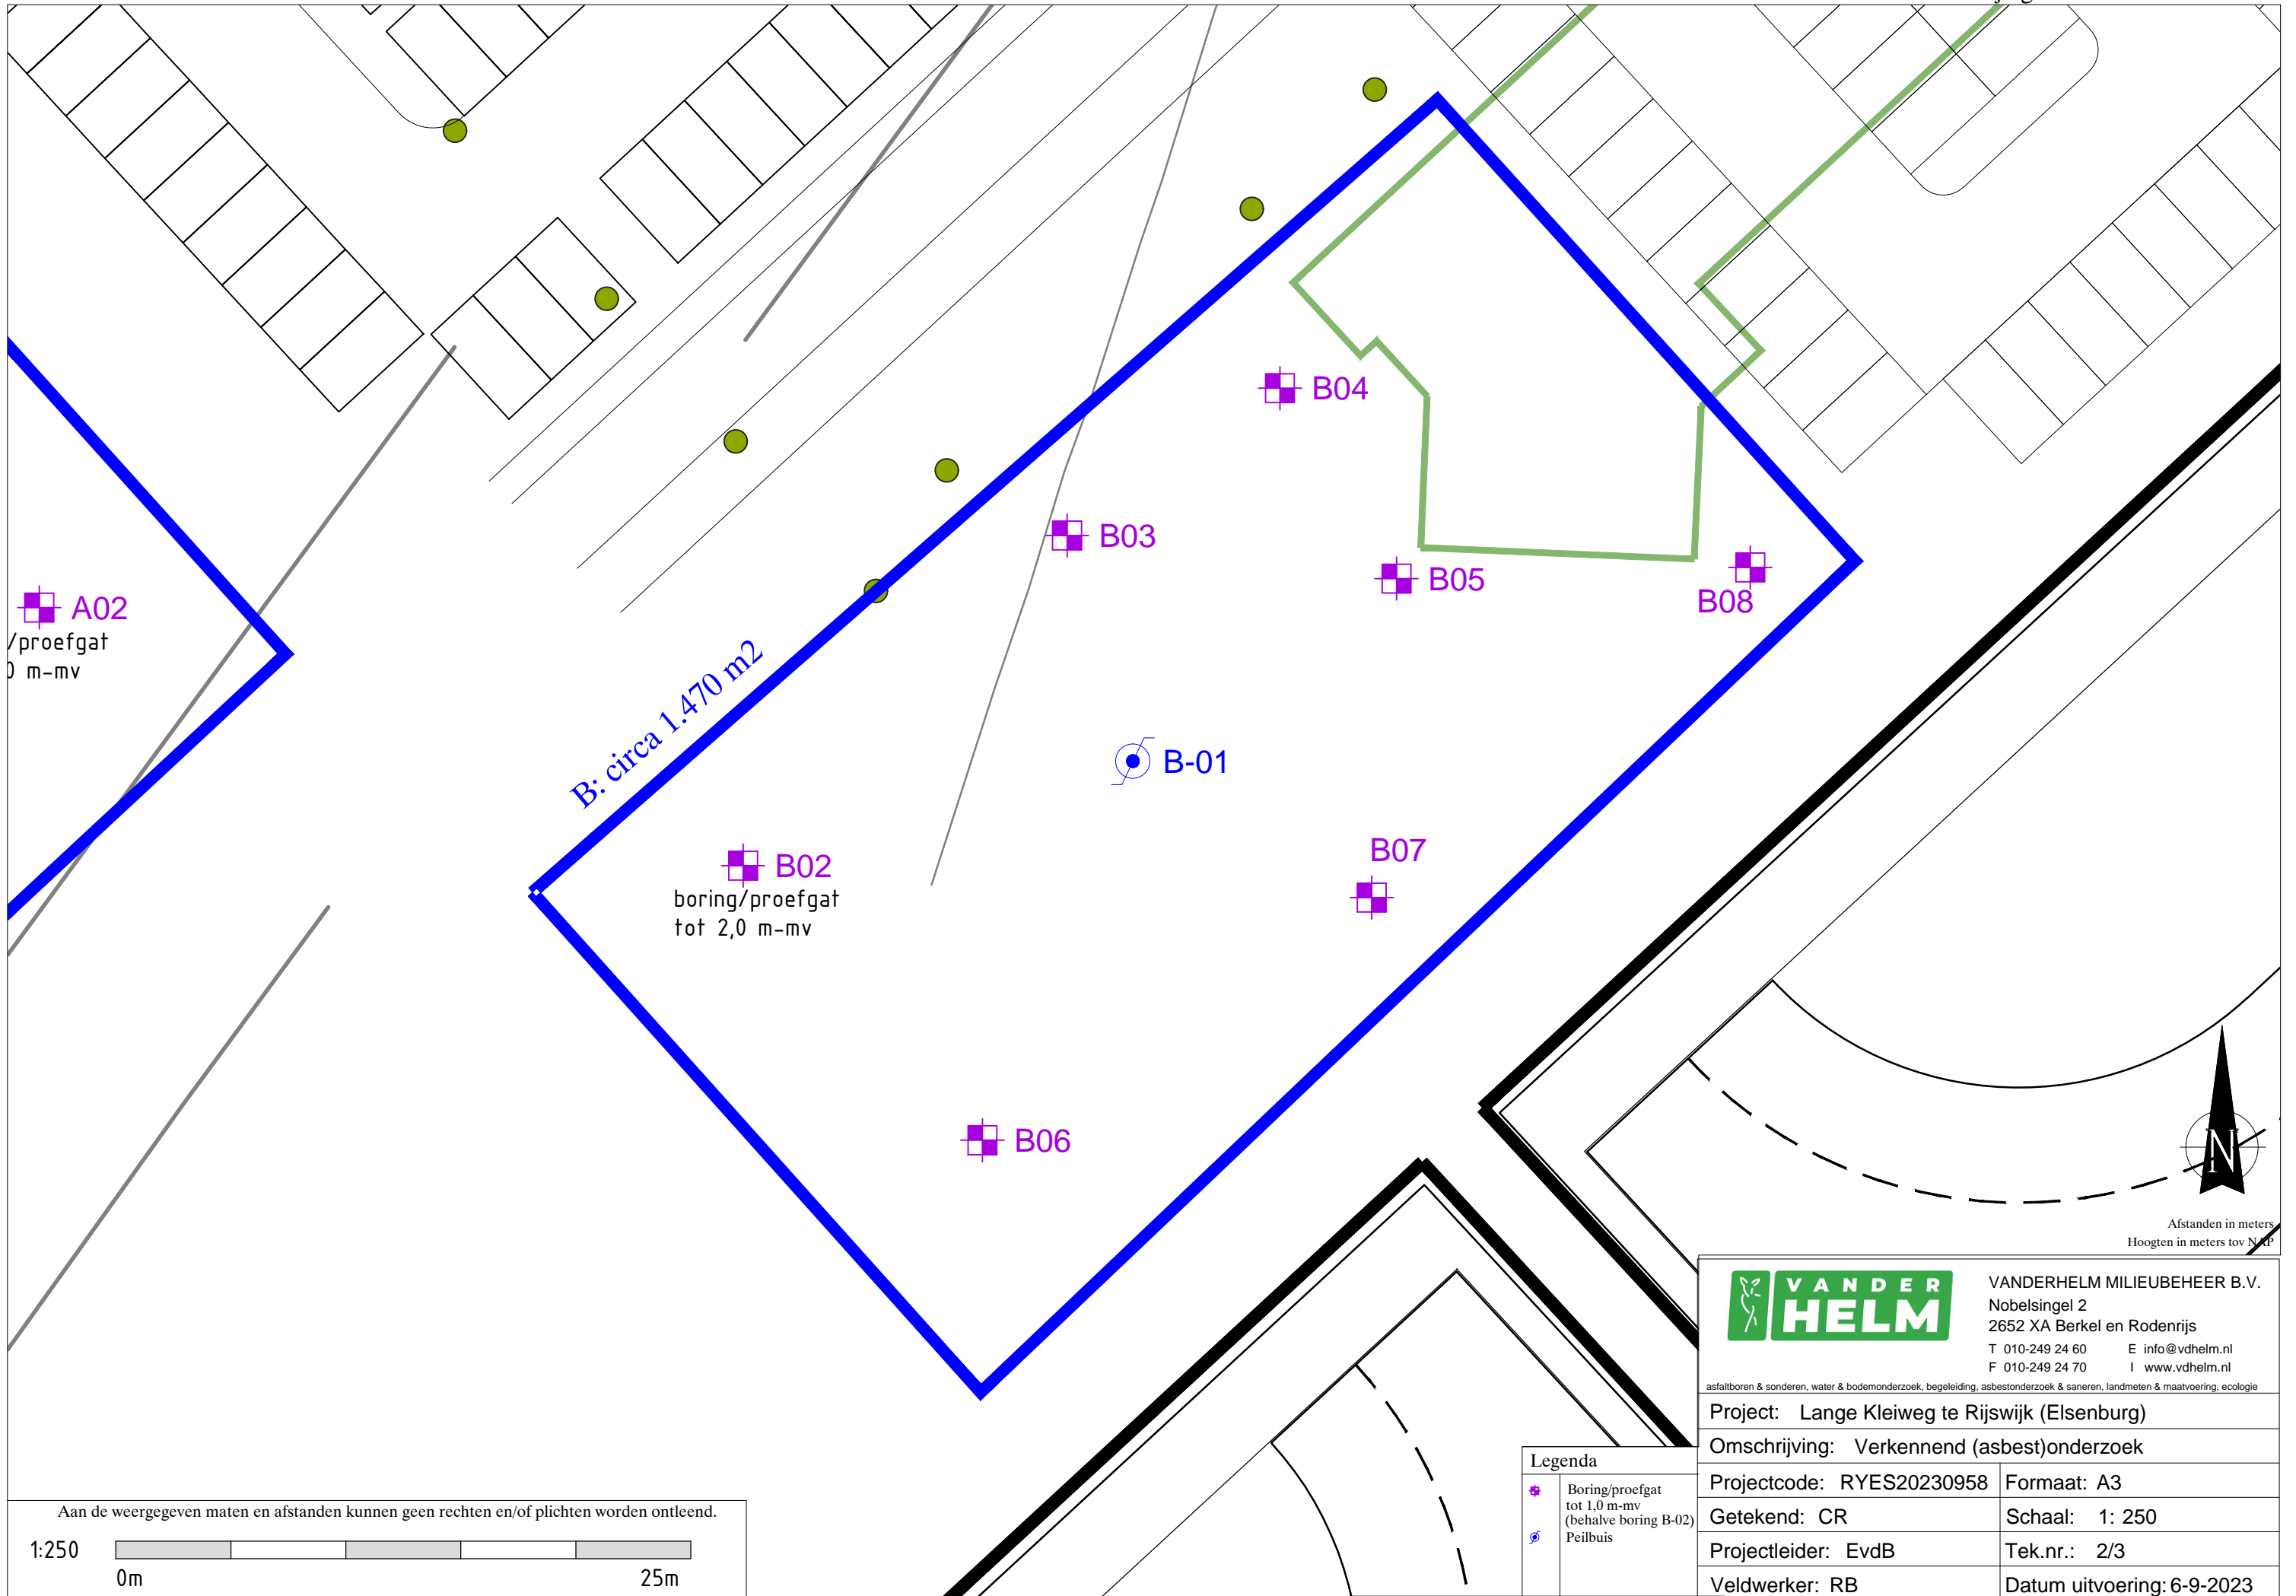 B04
B03
B05
B08
A02
/proefgat
m-mv
B: circa 1.470 m2
B-01
B02
boring/proefgat
tot 2,0 m-mv
B07
B06
N
Afstanden in meters
Hoogten in meters tov NAP
VANDER
HELM
VANDERHELM MILIEUBEHEER B.V.
Nobelsingel 2
2652 XA Berkel en Rodenrijs
T 010-249 24 60 E info@vdhelm.nl
F 010-249 24 70 I www.vdhelm.nl
asfaltboren & sonderen, water & bodemonderzoek, begeleiding, asbestonderzoek & saneren, landmeten & maatvoering, ecologie
Project: Lange Kleiweg te Rijswijk (Elsenburg)
Omschrijving: Verkennend (asbest)onderzoek
Projectcode: RYES20230958 Formaat: A3
Getekend: CR Schaal: 1: 250
Projectleider: EvdB Tek.nr.: 2/3
Veldwerker: RB Datum uitvoering: 6-9-2023
Legenda
Boring/proefgat
tot 1,0 m-mv
(behalve boring B-02)
Peilbuis
Aan de weergegeven maten en afstanden kunnen geen rechten en/of plichten worden ontleend.
1:250
0m 25m